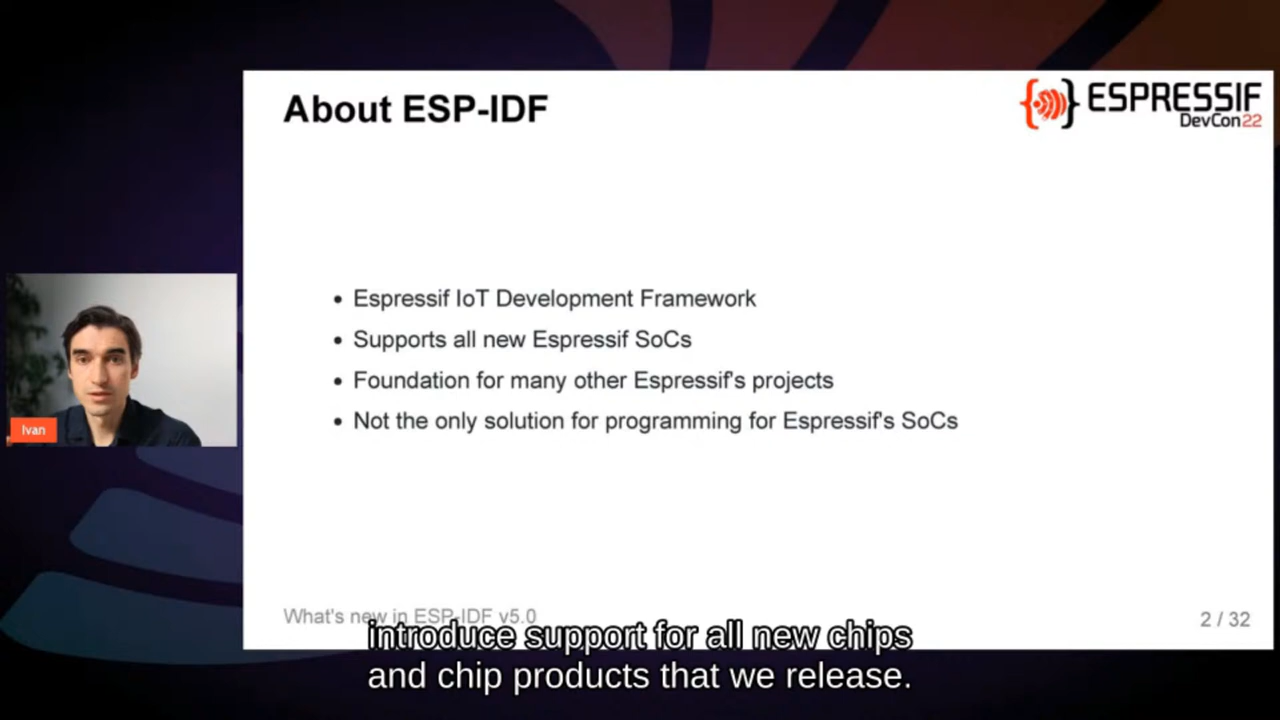 About ESP-IDF
ESPRESSIF
DevCon22
Espressif IoT Development Framework
Supports all new Espressif SoCs
Foundation for many other Espressif's projects
Not the only solution for programming for Espressif's SoCs
Ivan
What's new in ESP-IDF v5.0
2 / 32
introduce support for all new chips
and chip products that we release.